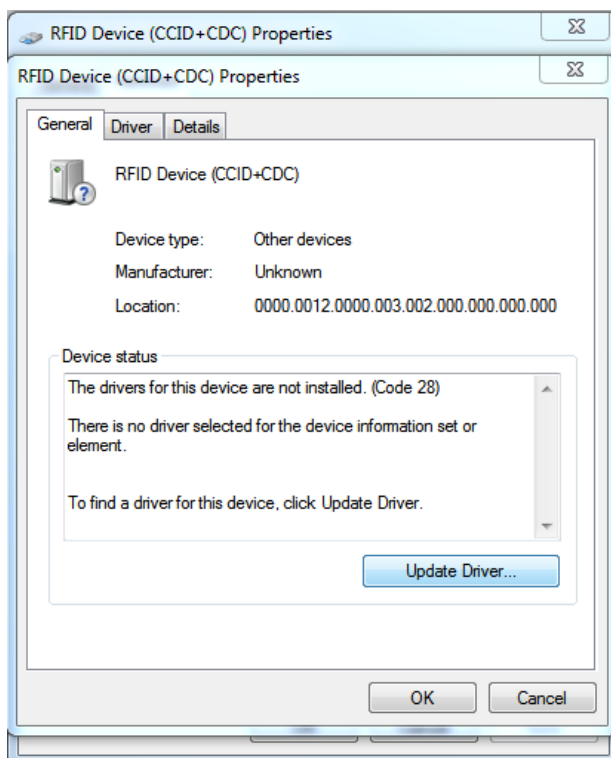 RFID Device (CCID+CDC) Properties
RFID Device (CCID+CDC) Properties
General Driver Details
RFID Device (CCID+CDC)
Device type: Other devices
Manufacturer: Unknown
Location: 0000.0012.0000.003.002.000.000.000.000
Device status
The drivers for this device are not installed. (Code 28)
There is no driver selected for the device information set or
element.
To find a driver for this device, click Update Driver.
Update Driver...
OK Cancel